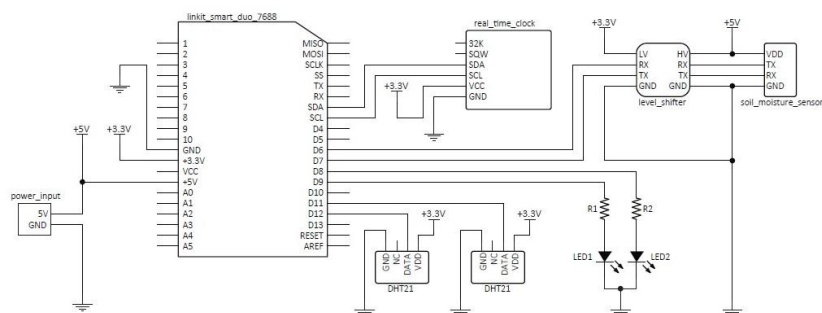 linkit_smart_duo_7688
1
2
3
4
5
6
7
8
9
10
GND
+3.3V
VCC
+5V
A0
A1
A2
A3
A4
A5
MISO
MOSI
SCLK
SS
TX
RX
SDA
SCL
D4
D5
D6
D7
D8
D9
D10
D11
D12
D13
RESET
AREF
+5V
+3.3V
power_input
5V
GND
real_time_clock
32K
SQW
SDA
SCL
VCC
GND
+3.3V
+3.3V
LV
RX
TX
GND
HV
RX
TX
GND
level_shifter
+5V
VDD
TX
RX
GND
soil_moisture_sensor
+3.3V
GND
NC
DATA
VDD
DHT21
+3.3V
GND
NC
DATA
VDD
DHT21
R1
R2
LED1
LED2